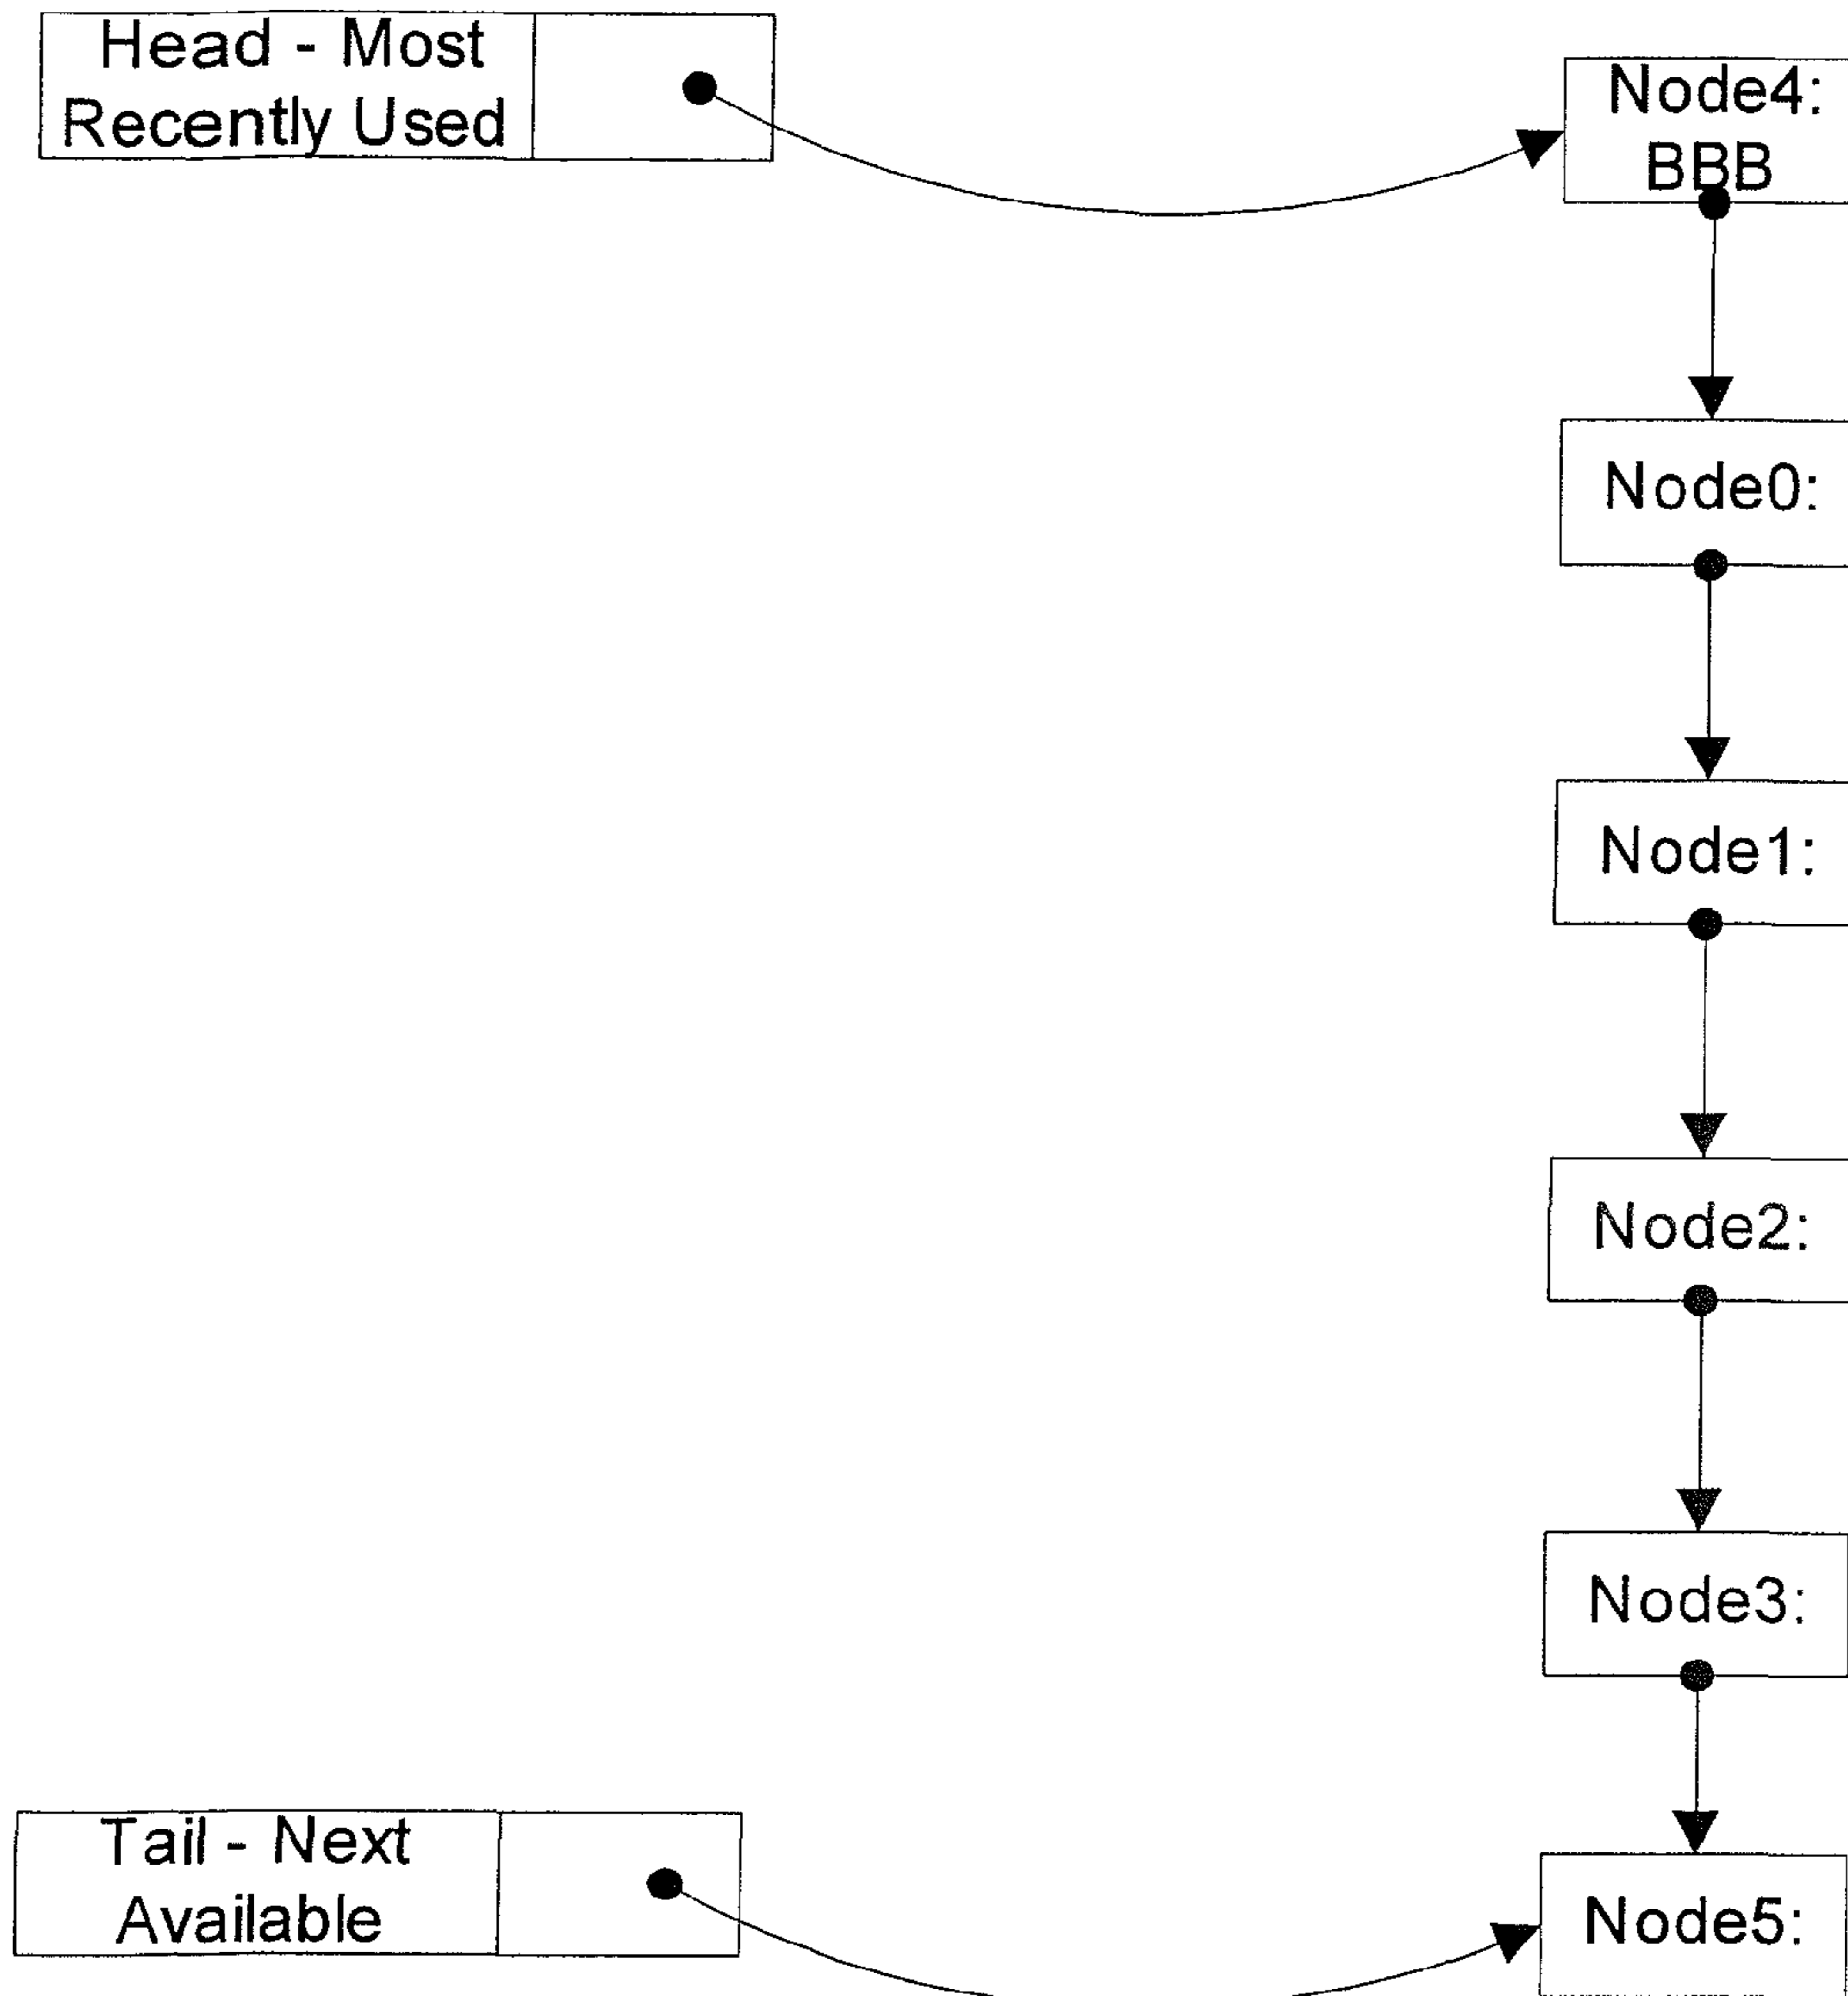 Head - Most
Recently Used
Node4:
BBB
Node0:
Node1:
Node2:
Node3:
Tail - Next
Available
Node5: